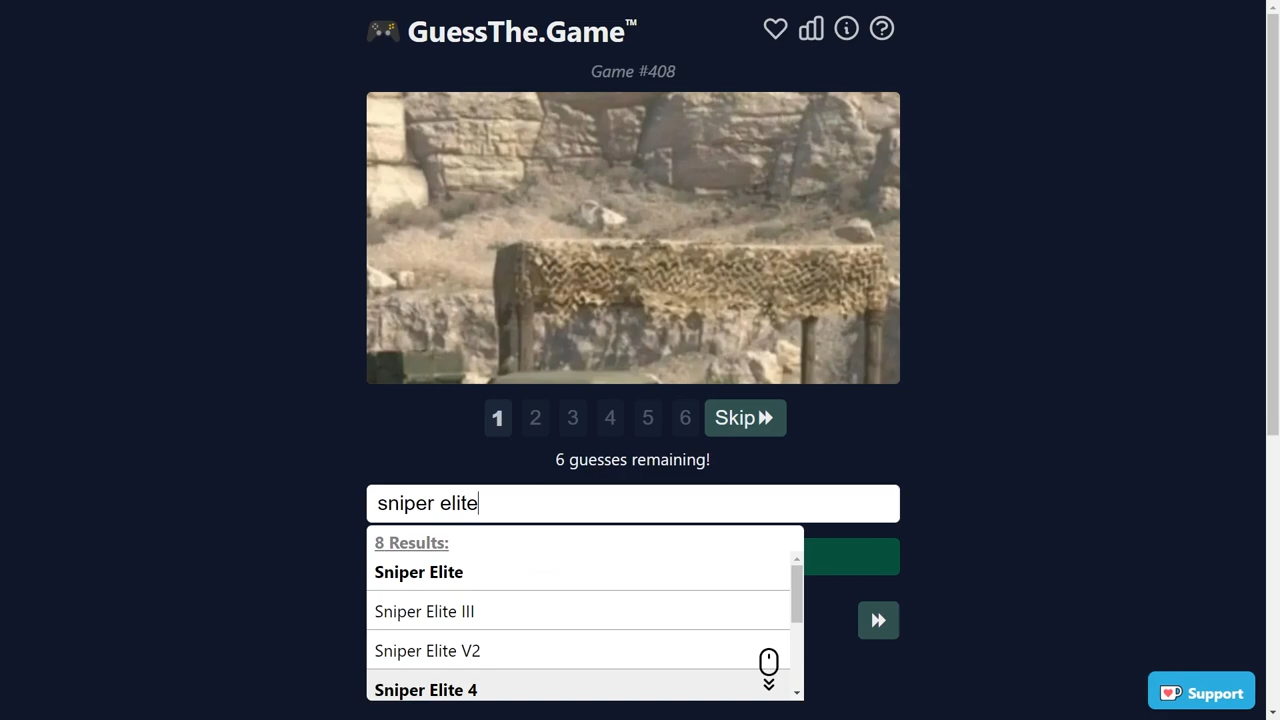 GuessThe.Game™
Game #408
1 2 3 4 5 6 Skip
6 guesses remaining!
sniper elite
8 Results:
Sniper Elite
Sniper Elite III
Sniper Elite V2
Sniper Elite 4
Support